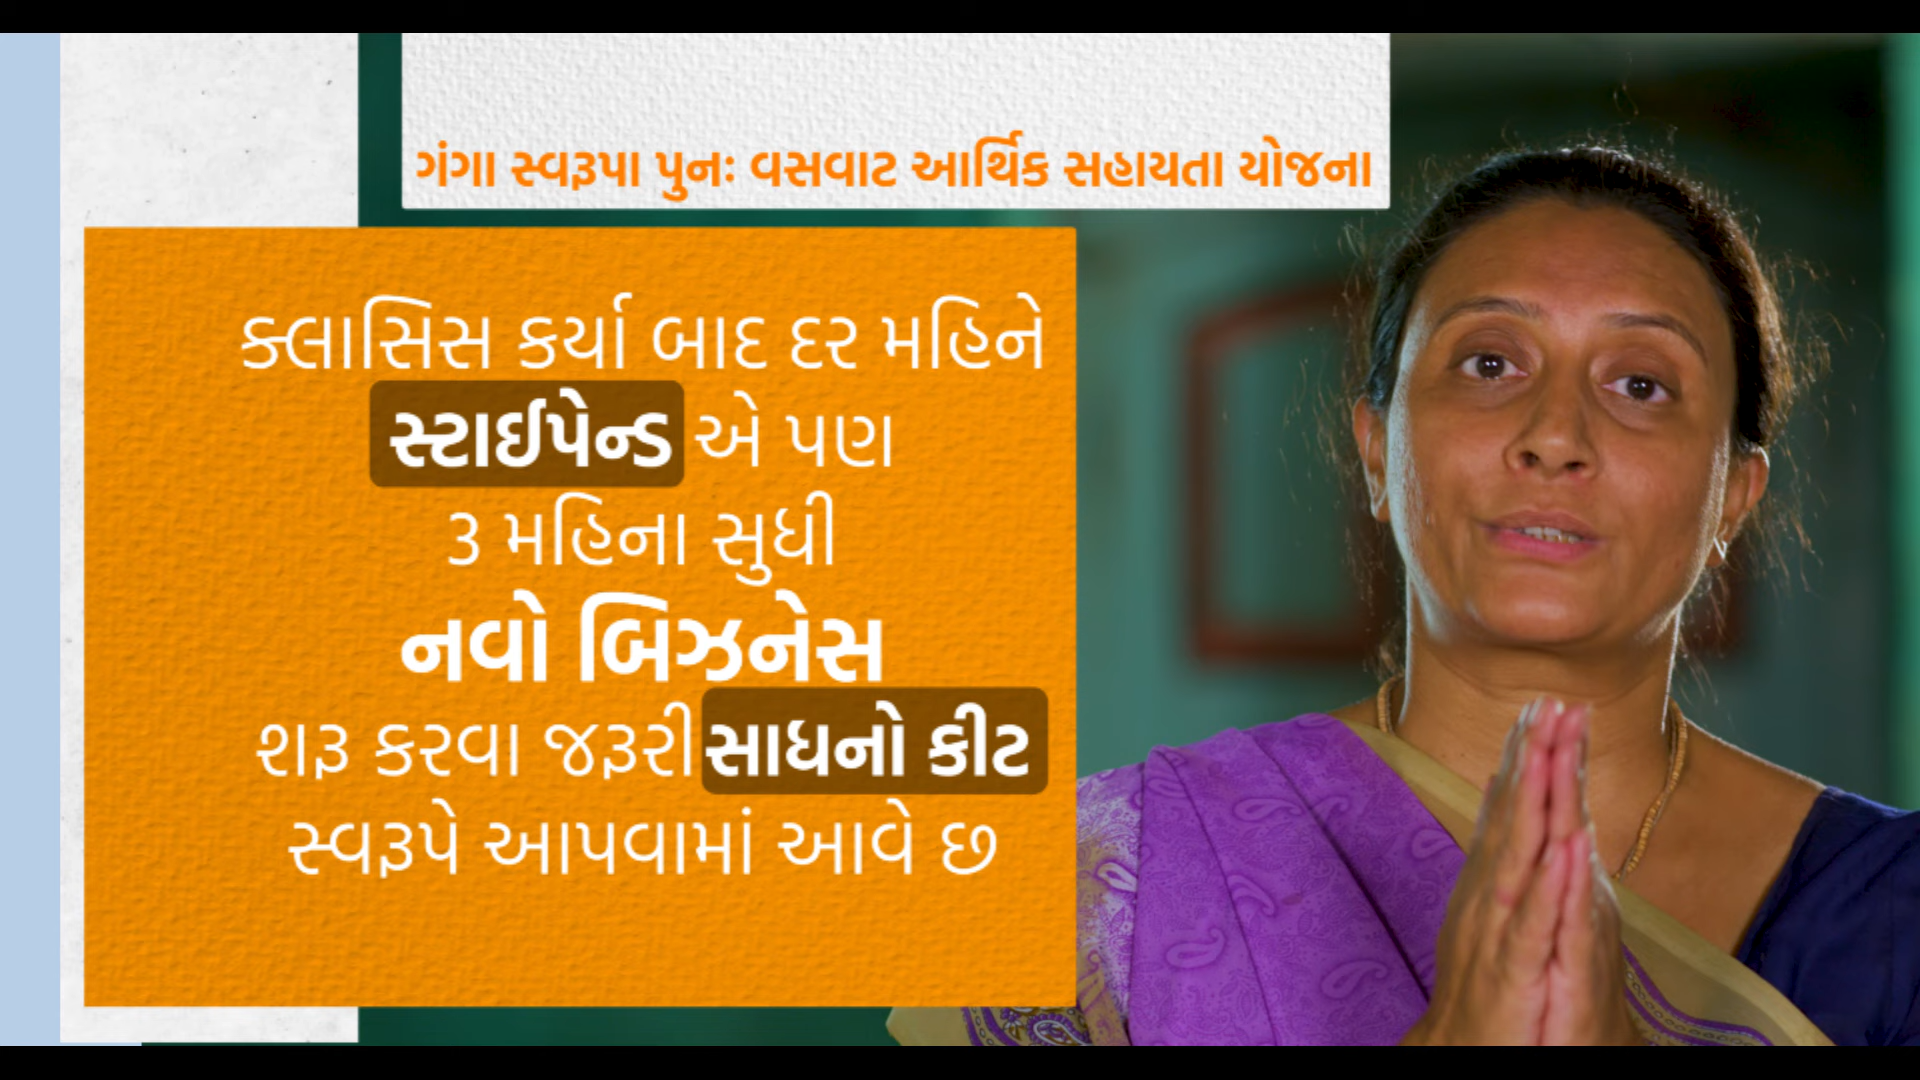 ગંગા સ્વરૂપા પુનઃ વસવાટ આર્થિક સહાયતા યોજના
ક્લાસિસ કર્યા બાદ દર મહિને
સ્ટાઈપેન્ડ એ પણ
૩ મહિના સુધી
નવો બિઝનેસ
શરૂ કરવા જરૂરી સાધનો કીટ
સ્વરૂપે આપવામાં આવે છે